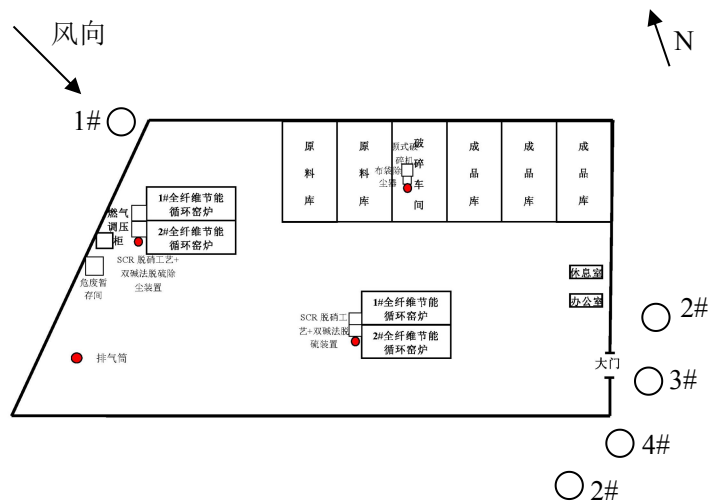 风向
N
1#
原料库
原料库
破碎车间
成品库
成品库
成品库
颚式破
碎机
布袋除
尘器
燃气
调压
柜
1#全纤维节能
循环窑炉
2#全纤维节能
循环窑炉
SCR 脱硝工艺+
双碱法脱硫除
尘装置
危废暂
存间
休息室
办公室
SCR 脱硝工
艺+双碱法脱
硫装置
1#全纤维节能
循环窑炉
2#全纤维节能
循环窑炉
排气筒
大门
2#
3#
4#
2#